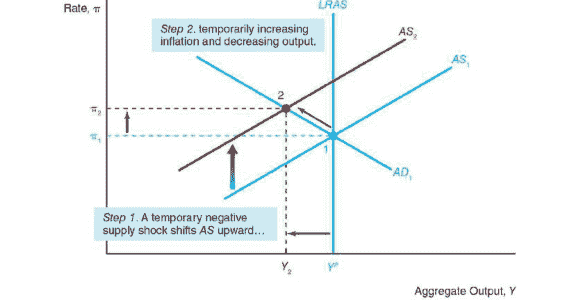 Rate, π
LRAS
Step 2. temporarily increasing
inflation and decreasing output.
AS2
AS1
2
π2
π1
1
AD1
Step 1. A temporary negative
supply shock shifts AS upward…
Y2
YP
Aggregate Output, Y